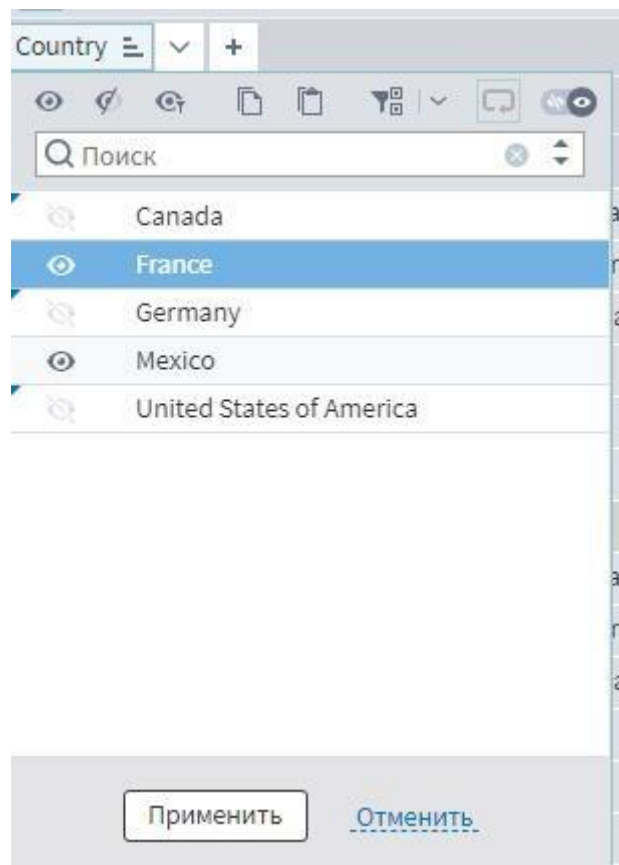 Country
Поиск
Canada
France
Germany
Mexico
United States of America
Применить Отменить